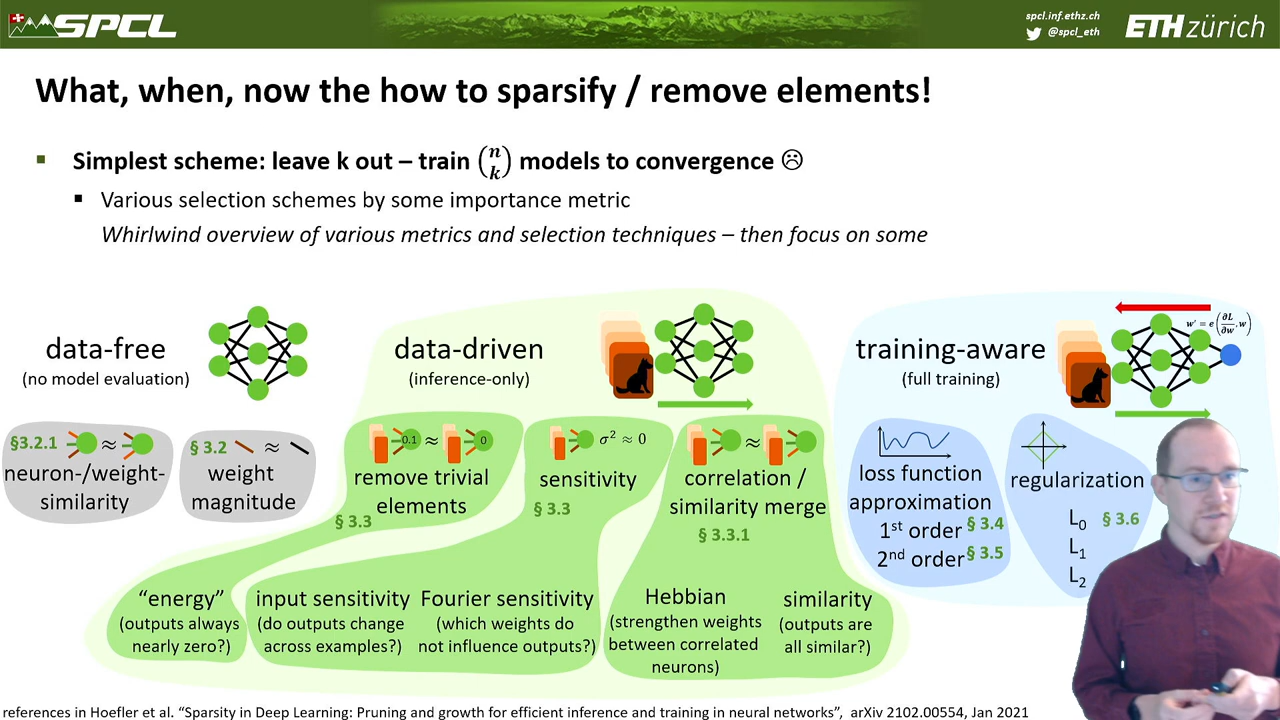 SPCL
spcl.inf.ethz.ch
@spcl_eth
ETH zürich
What, when, now the how to sparsify / remove elements!
Simplest scheme: leave k out – train (n k) models to convergence ☹
Various selection schemes by some importance metric
Whirlwind overview of various metrics and selection techniques – then focus on some
data-free
(no model evaluation)
data-driven
(inference-only)
training-aware
(full training)
w' = e(∂L/∂w, w)
§3.2.1 ≈
neuron-/weight-
similarity
§ 3.2 ≈
weight
magnitude
0.1 ≈ 0
remove trivial
elements
§ 3.3
σ² ≈ 0
sensitivity
§ 3.3
≈
correlation /
similarity merge
§ 3.3.1
loss function
approximation
1st order § 3.4
2nd order § 3.5
regularization
L0 § 3.6
L1
L2
“energy”
(outputs always
nearly zero?)
input sensitivity
(do outputs change
across examples?)
Fourier sensitivity
(which weights do
not influence outputs?)
Hebbian
(strengthen weights
between correlated
neurons)
similarity
(outputs are
all similar?)
references in Hoefler et al. “Sparsity in Deep Learning: Pruning and growth for efficient inference and training in neural networks”, arXiv 2102.00554, Jan 2021